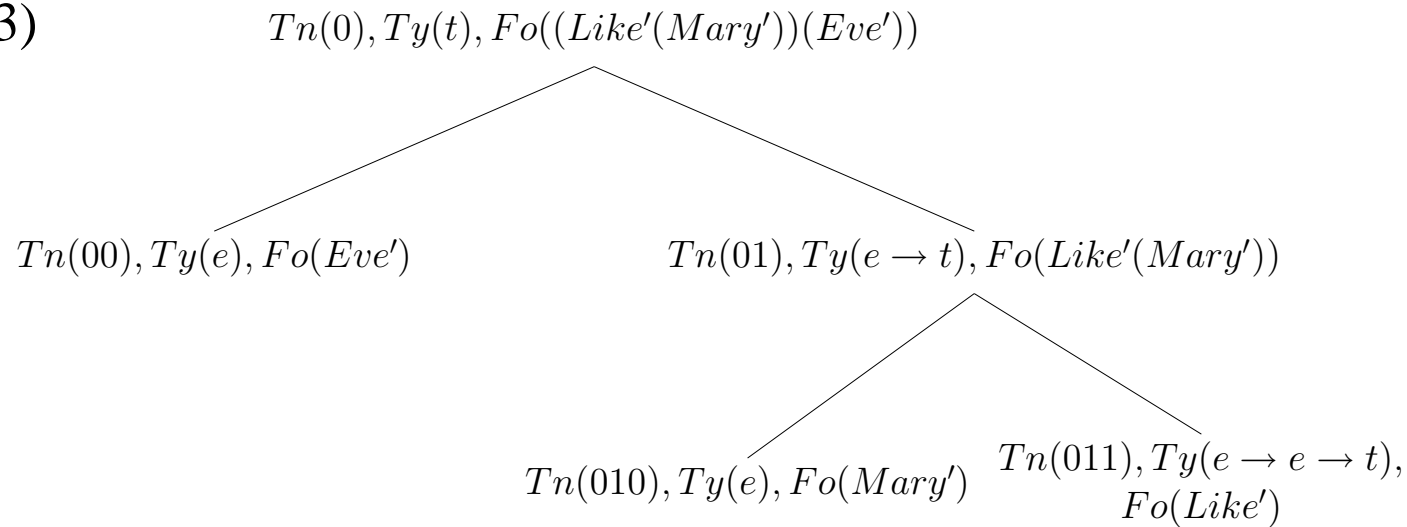 3)
Tn(0), Ty(t), Fo((Like′(Mary′))(Eve′))
Tn(00), Ty(e), Fo(Eve′)
Tn(01), Ty(e → t), Fo(Like′(Mary′))
Tn(010), Ty(e), Fo(Mary′)
Tn(011), Ty(e → e → t),
Fo(Like′)